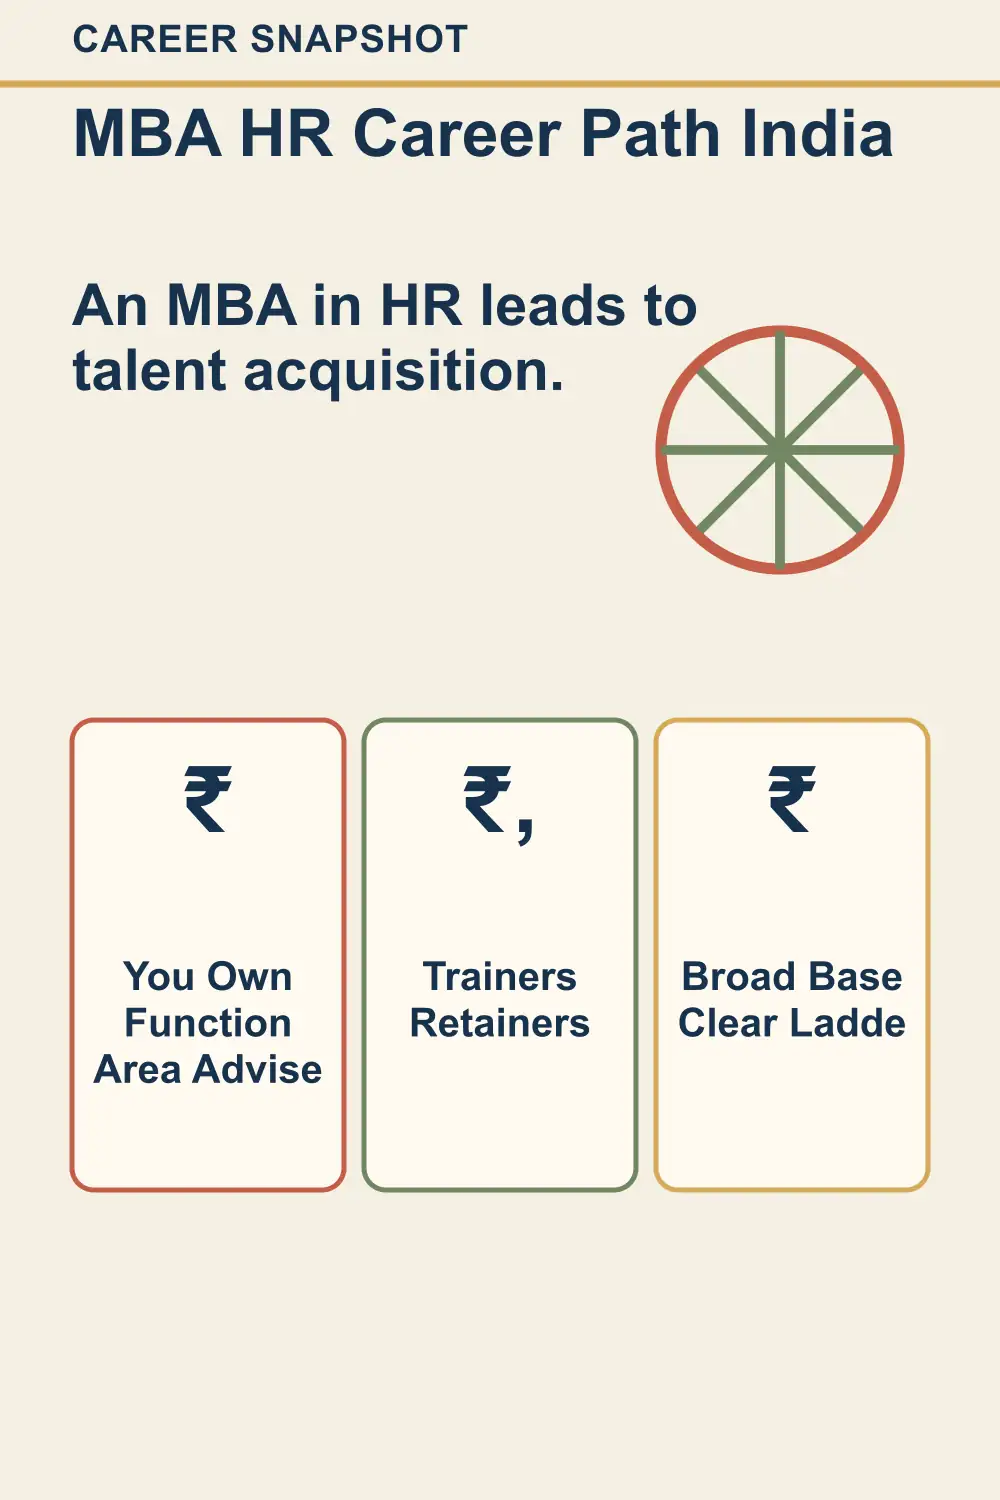 CAREER SNAPSHOT
MBA HR Career Path India
An MBA in HR leads to
talent acquisition.
₹
You Own
Function
Area Advise
₹,
Trainers
Retainers
₹
Broad Base
Clear Ladde